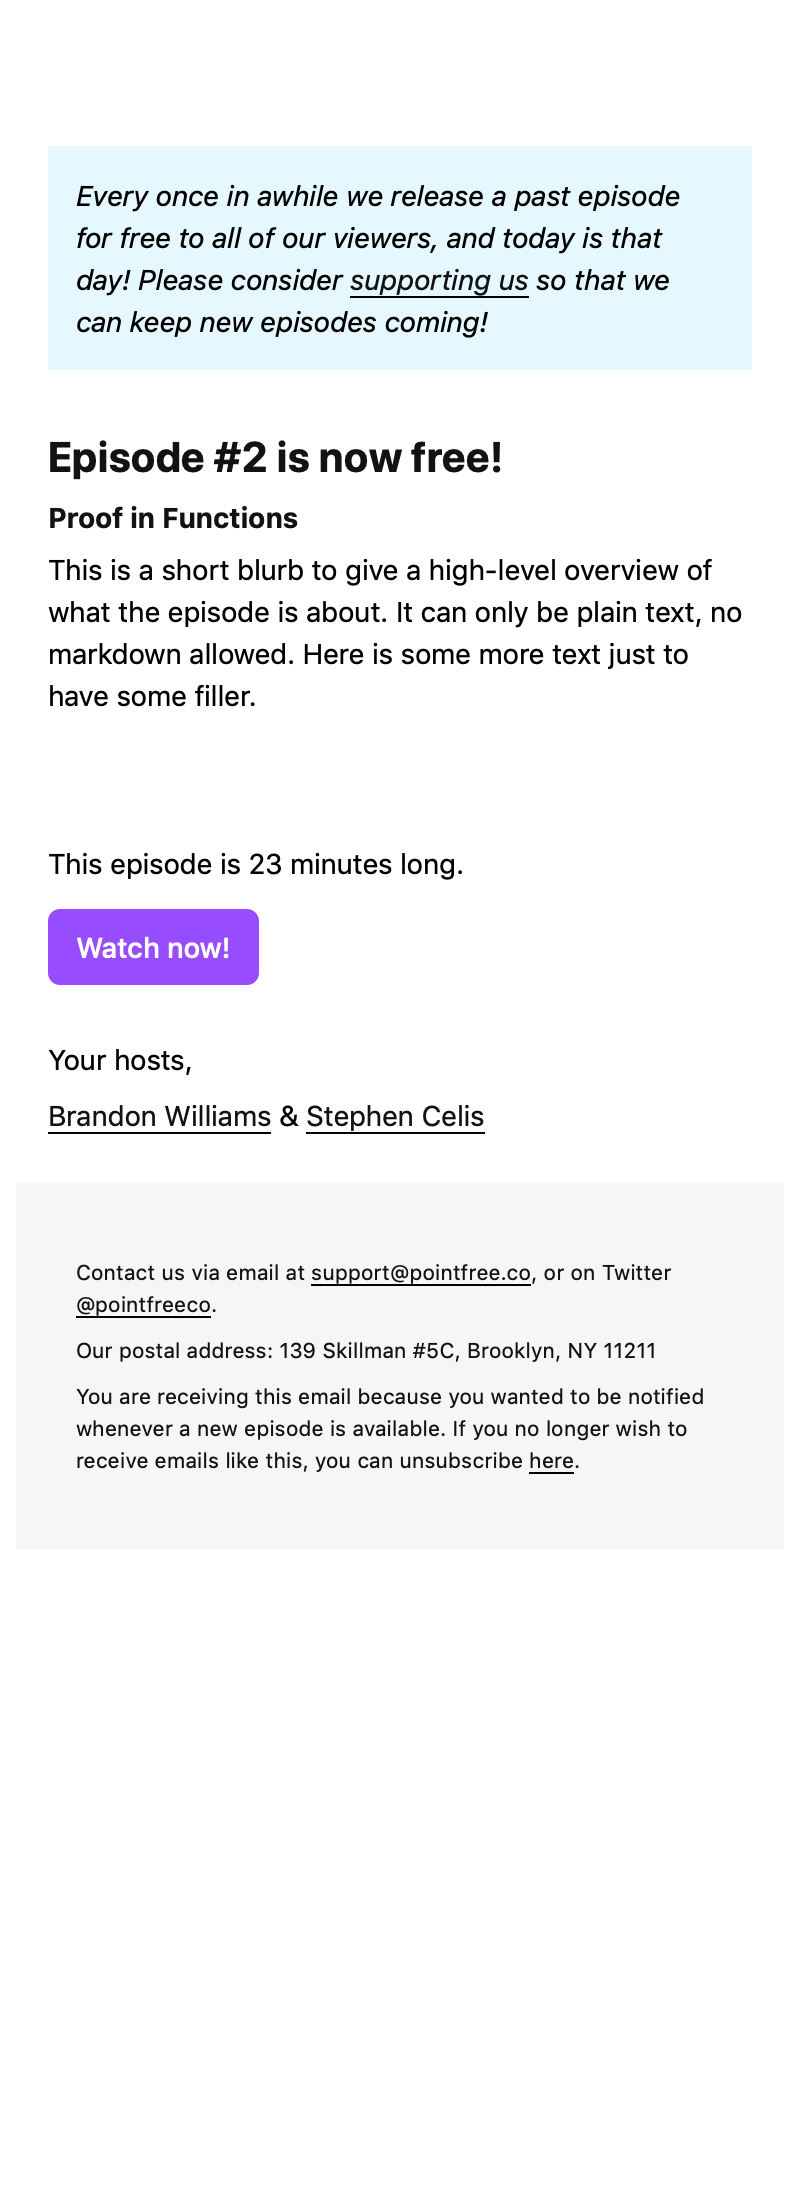 Every once in awhile we release a past episode
for free to all of our viewers, and today is that
day! Please consider supporting us so that we
can keep new episodes coming!
Episode #2 is now free!
Proof in Functions
This is a short blurb to give a high-level overview of
what the episode is about. It can only be plain text, no
markdown allowed. Here is some more text just to
have some filler.
This episode is 23 minutes long.
Watch now!
Your hosts,
Brandon Williams & Stephen Celis
Contact us via email at support@pointfree.co, or on Twitter
@pointfreeco.
Our postal address: 139 Skillman #5C, Brooklyn, NY 11211
You are receiving this email because you wanted to be notified
whenever a new episode is available. If you no longer wish to
receive emails like this, you can unsubscribe here.